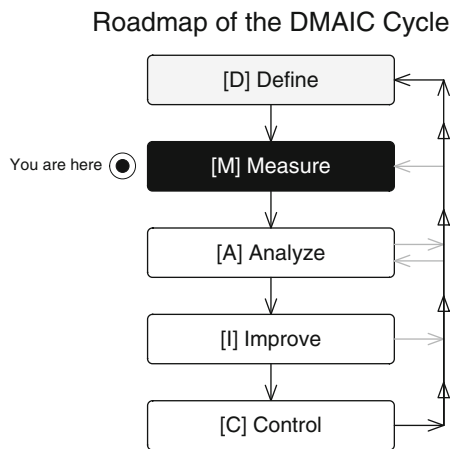 Roadmap of the DMAIC Cycle
[D] Define
You are here
[M] Measure
[A] Analyze
[I] Improve
[C] Control